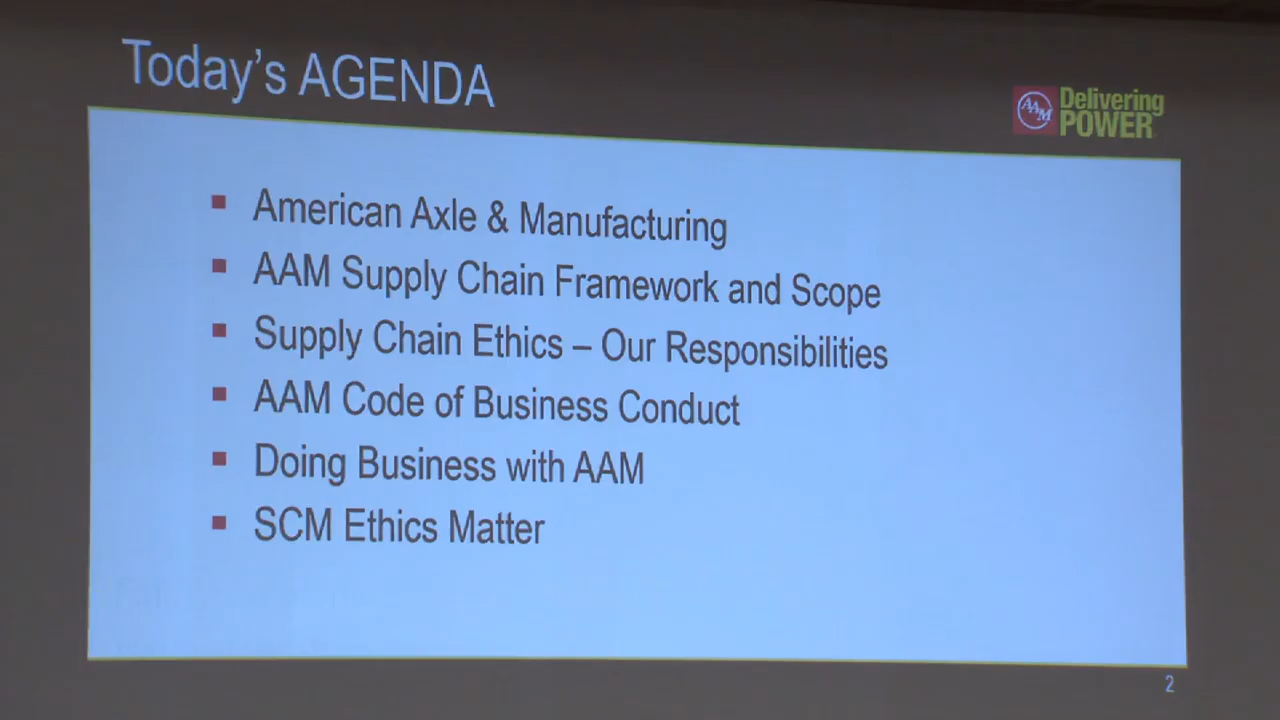 Today's AGENDA
AAM
Delivering
POWER
American Axle & Manufacturing
AAM Supply Chain Framework and Scope
Supply Chain Ethics – Our Responsibilities
AAM Code of Business Conduct
Doing Business with AAM
SCM Ethics Matter
2